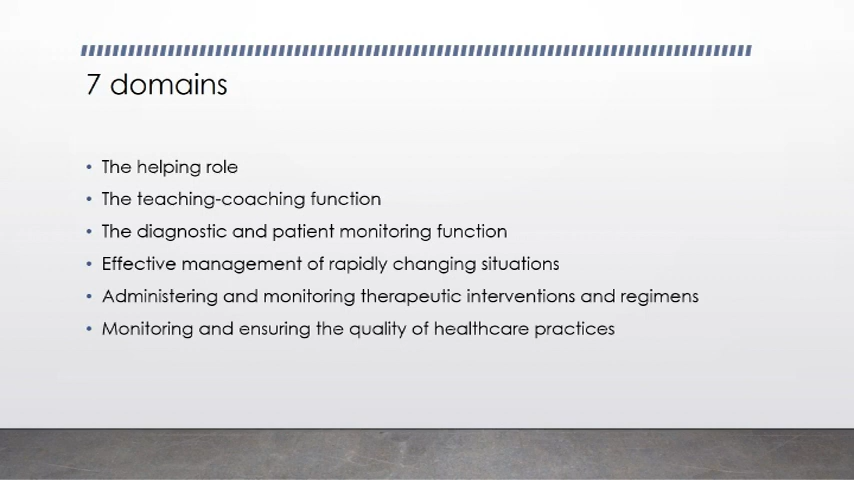 7 domains
• The helping role
• The teaching-coaching function
• The diagnostic and patient monitoring function
• Effective management of rapidly changing situations
• Administering and monitoring therapeutic interventions and regimens
• Monitoring and ensuring the quality of healthcare practices